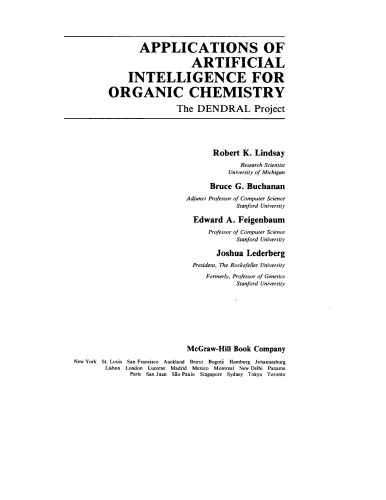 APPLICATIONS OF
ARTIFICIAL
INTELLIGENCE FOR
ORGANIC CHEMISTRY
The DENDRAL Project
Robert K. Lindsay
Research Scientist
University of Michigan
Bruce G. Buchanan
Adjunct Professor of Computer Science
Stanford University
Edward A. Feigenbaum
Professor of Computer Science
Stanford University
Joshua Lederberg
President, The Rockefeller University
Formerly, Professor of Genetics
Stanford University
McGraw-Hill Book Company
New York St. Louis San Francisco Auckland Beirut Bogotá Hamburg Johannesburg
Lisbon London Lucerne Madrid Mexico Montreal New Delhi Panama
Paris San Juan São Paulo Singapore Sydney Tokyo Toronto